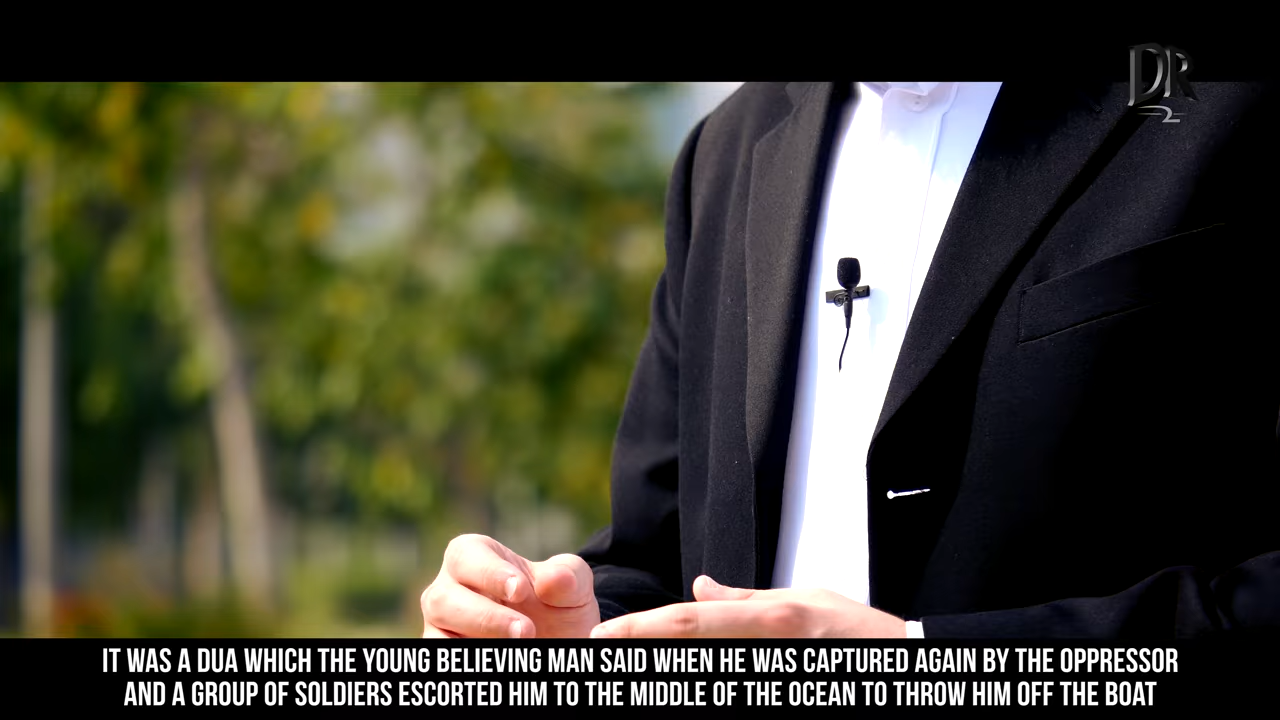 DR
2
IT WAS A DUA WHICH THE YOUNG BELIEVING MAN SAID WHEN HE WAS CAPTURED AGAIN BY THE OPPRESSOR
AND A GROUP OF SOLDIERS ESCORTED HIM TO THE MIDDLE OF THE OCEAN TO THROW HIM OFF THE BOAT